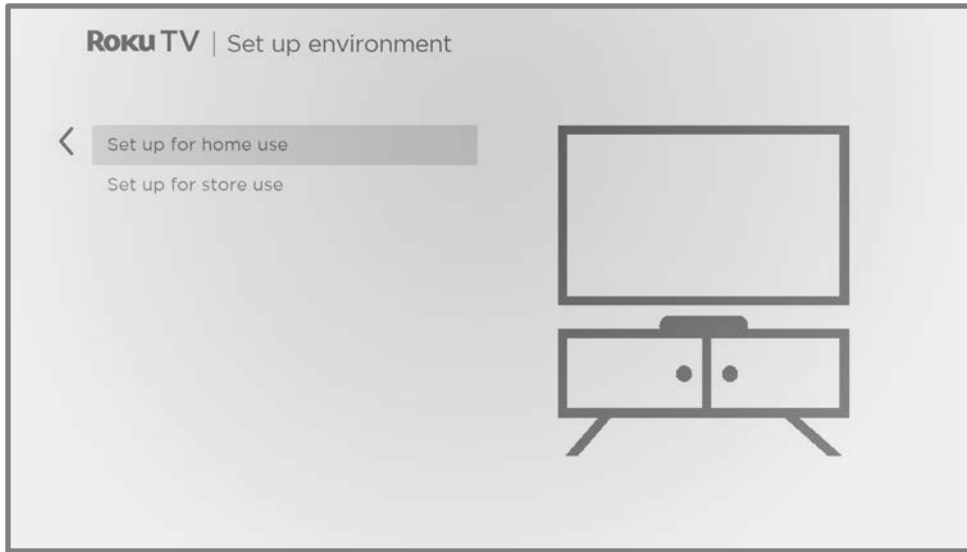 Roku TV | Set up environment
Set up for home use
Set up for store use